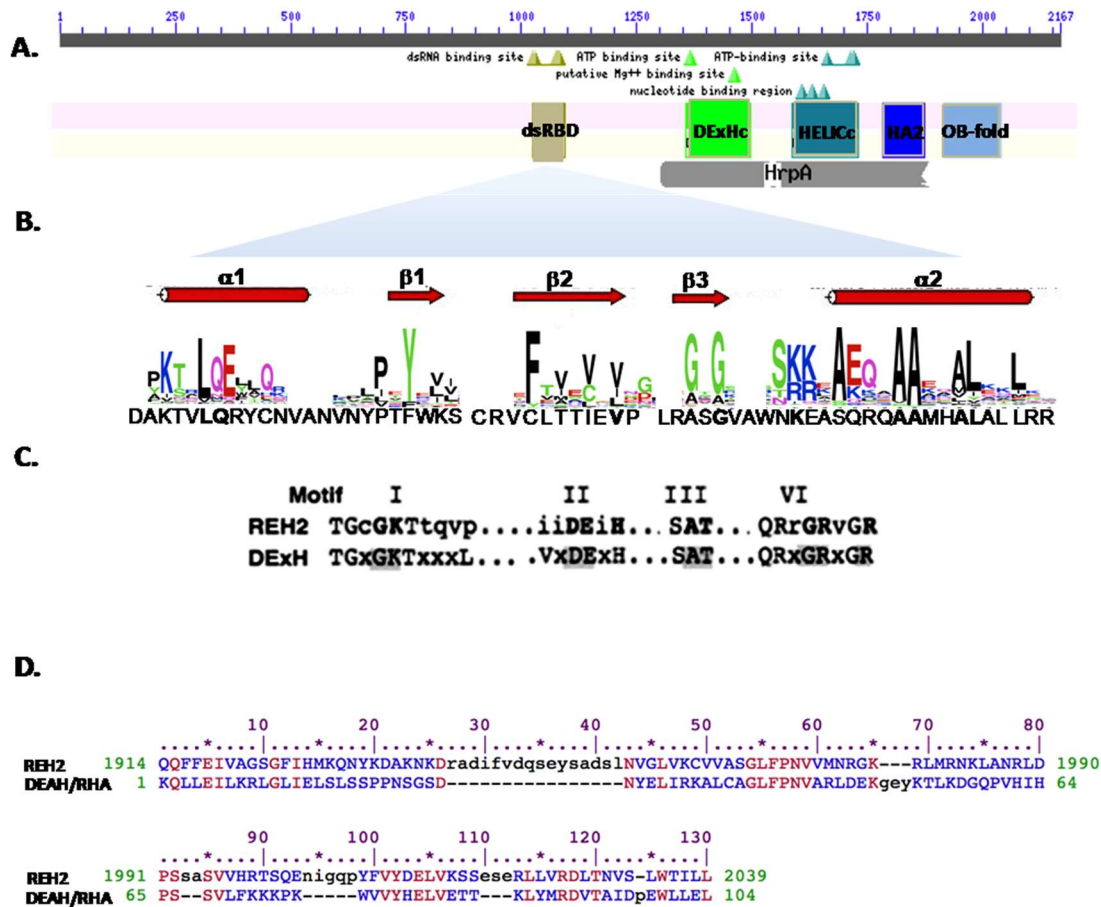 A.
1 250 500 750 1000 1250 1500 1750 2000 2167
dsRNA binding site ATP binding site ATP-binding site
putative Mg++ binding site
nucleotide binding region
dsRBD DExHc HELICc HA2 OB-fold
HrpA
B.
α1 β1 β2 β3 α2
DAKTVLQRYCNVANVNYPTFWKS CRVCLTTIEVP LRASGVAWNKEASQRQAAMHALALLRR
C.
Motif I II III VI
REH2 TGcGKTtqvp....iiDEiH...SAT...QRrGRvGR
DExH TGxGKTxxxL.....VxDExH...SAT...QRxGRxGR
D.
10 20 30 40 50 60 70 80
REH2 1914 QQFFEIVAGSGFIHMKQNYKDAKNKDradifvdqseysadslNVGLVKCVVASGLFPNVVMNRGK---RLMRNKLANRLD 1990
DEAH/RHA 1 KQLLEILKRLGLIELSLSSPPNSGSD----------------NYELIRKALCAGLFPNVARLDEKgeyKTLKDGQPVHIH 64
90 100 110 120 130
REH2 1991 PSsaSVVHRTSQEnigqpYFVYDELVKSSeseRLLVRDLTNVS-LWTILL 2039
DEAH/RHA 65 PS--SVLFKKKPK-----WVVYHELVETT---KLYMRDVTAIDpEWLLEL 104